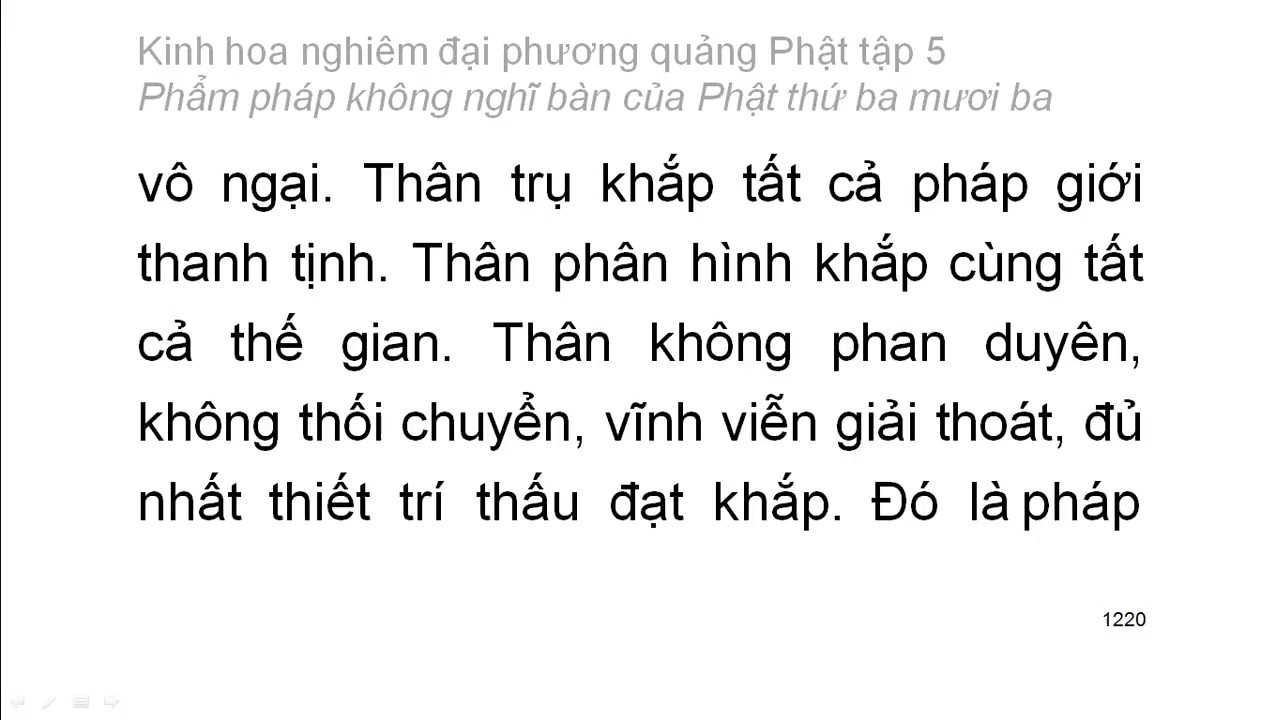 Kinh hoa nghiêm đại phương quảng Phật tập 5
Phẩm pháp không nghĩ bàn của Phật thứ ba mươi ba
vô ngại. Thân trụ khắp tất cả pháp giới
thanh tịnh. Thân phân hình khắp cùng tất
cả thế gian. Thân không phan duyên,
không thối chuyển, vĩnh viễn giải thoát, đủ
nhất thiết trí thấu đạt khắp. Đó là pháp
1220